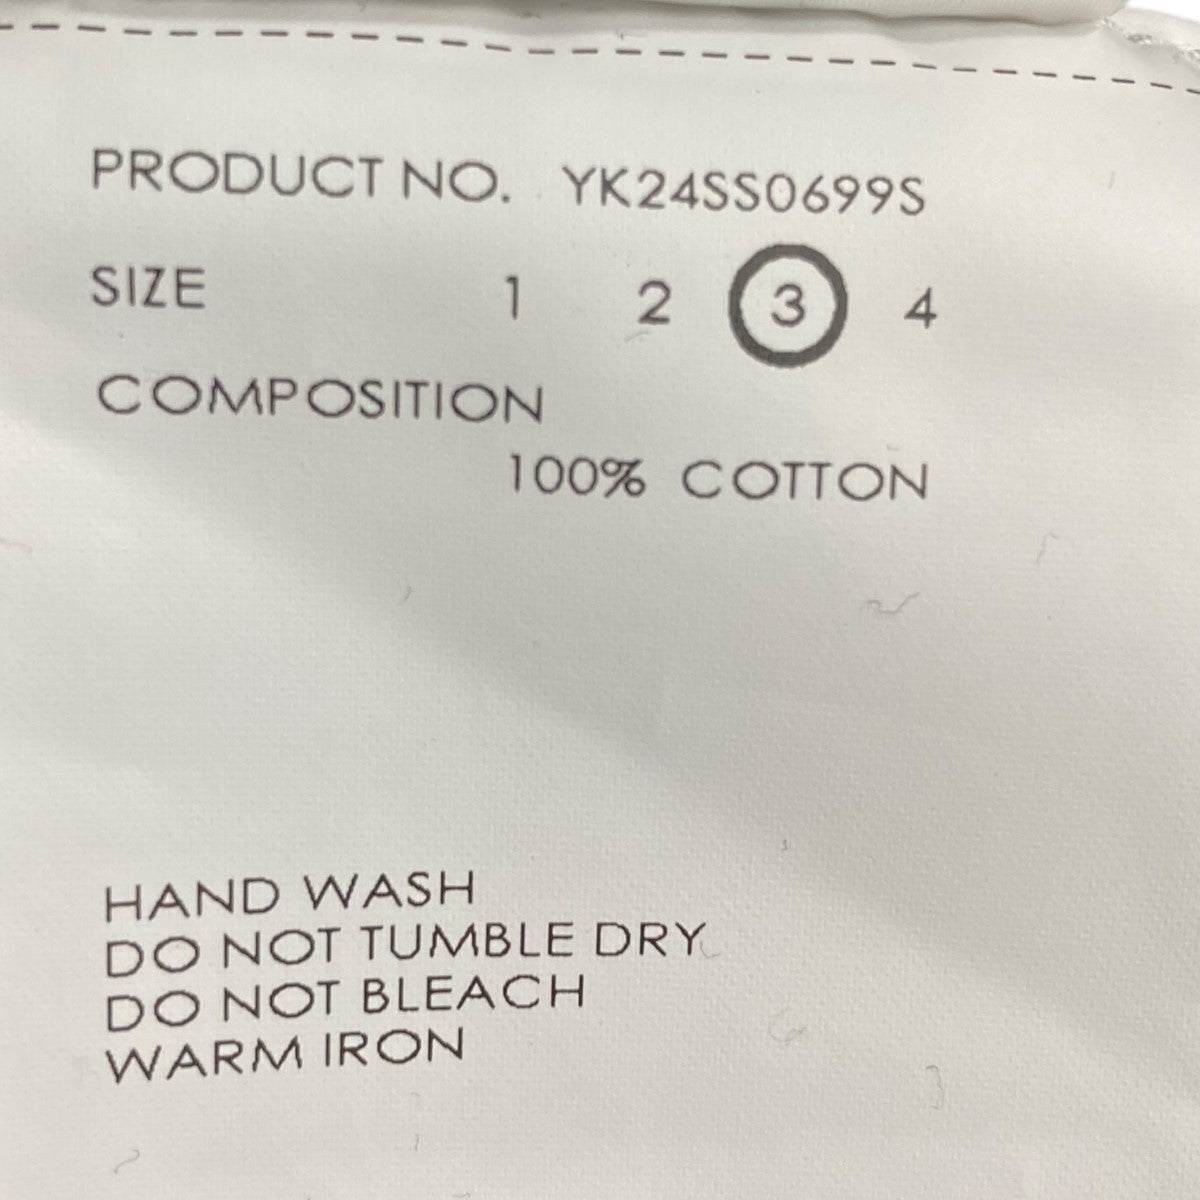 PRODUCT NO. YK24SS0699S
SIZE 1 2 3 4
COMPOSITION
100% COTTON
HAND WASH
DO NOT TUMBLE DRY
DO NOT BLEACH
WARM IRON